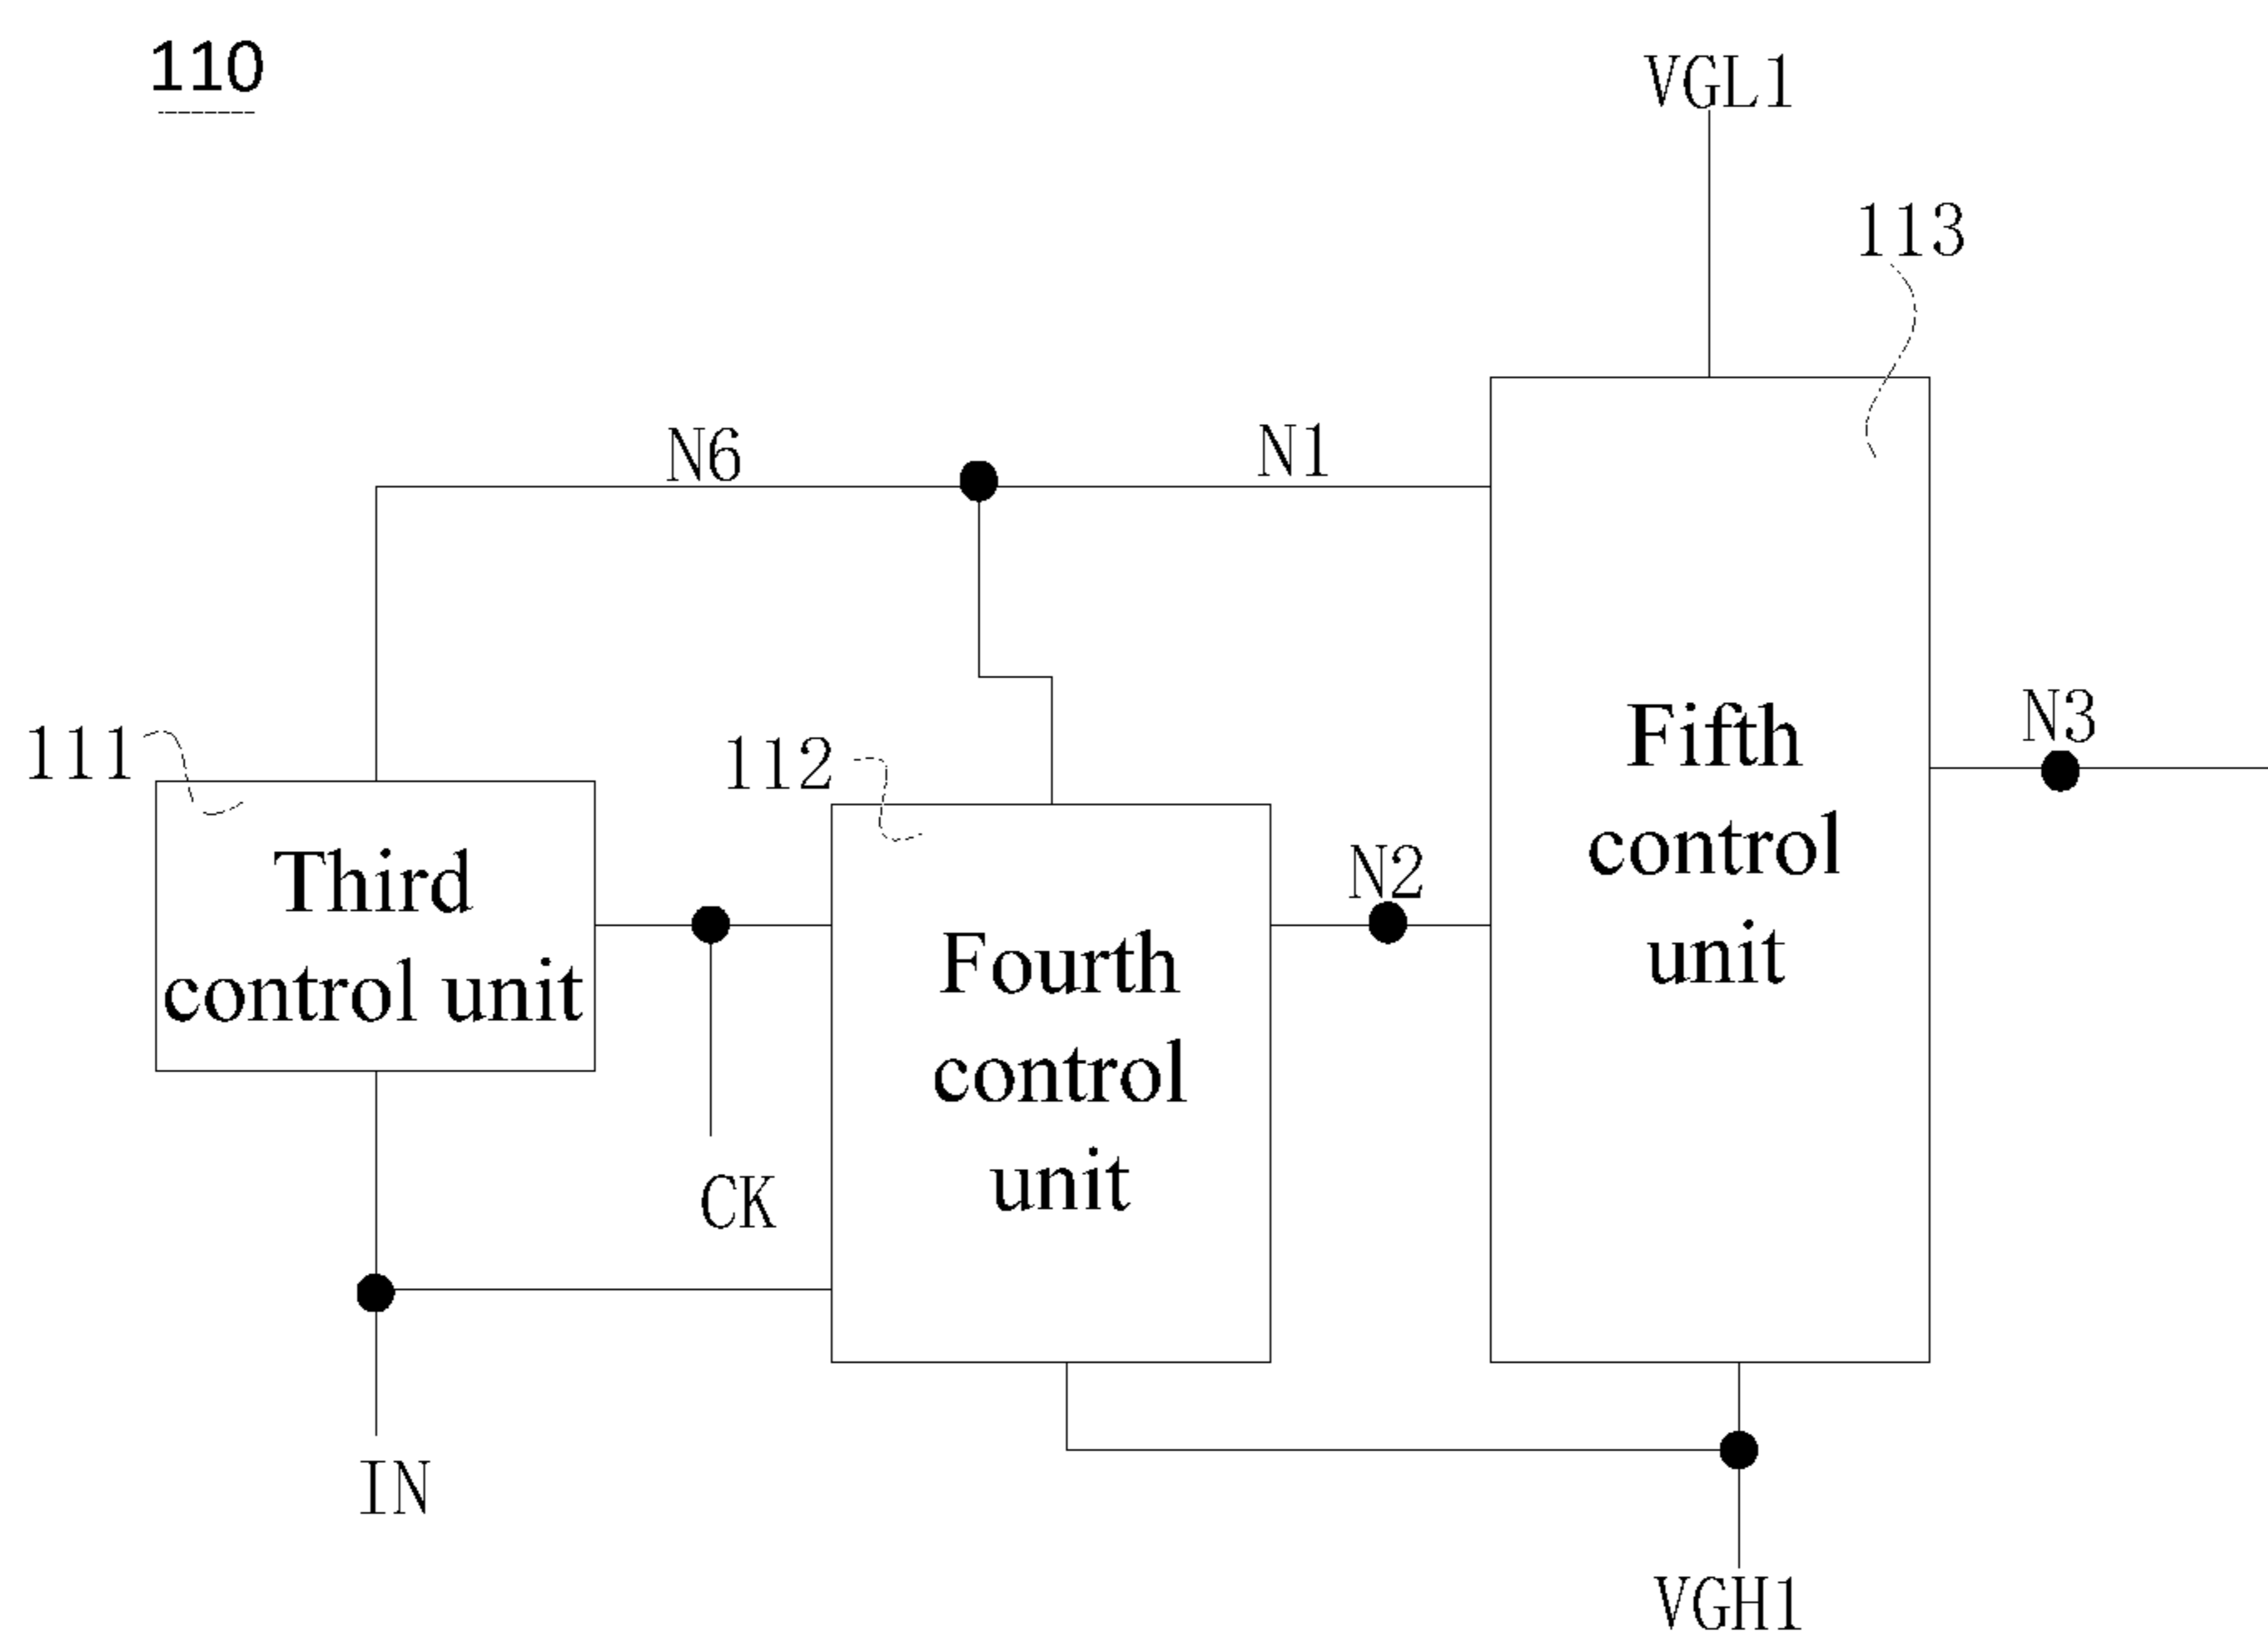 110
VGL1
113
N6
N1
N3
111
112
Third
control unit
Fourth
control
unit
N2
Fifth
control
unit
CK
IN
VGH1